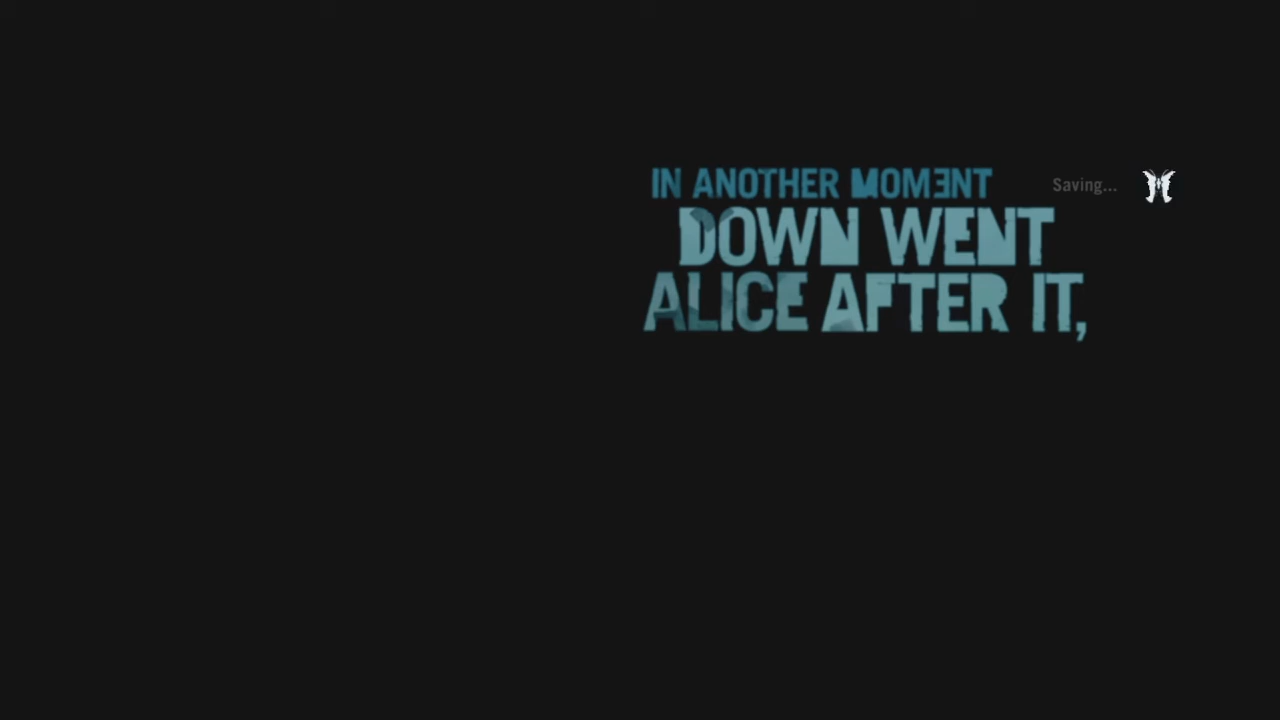 IN ANOTHER MOMENT
Saving...
DOWN WENT
ALICE AFTER IT,